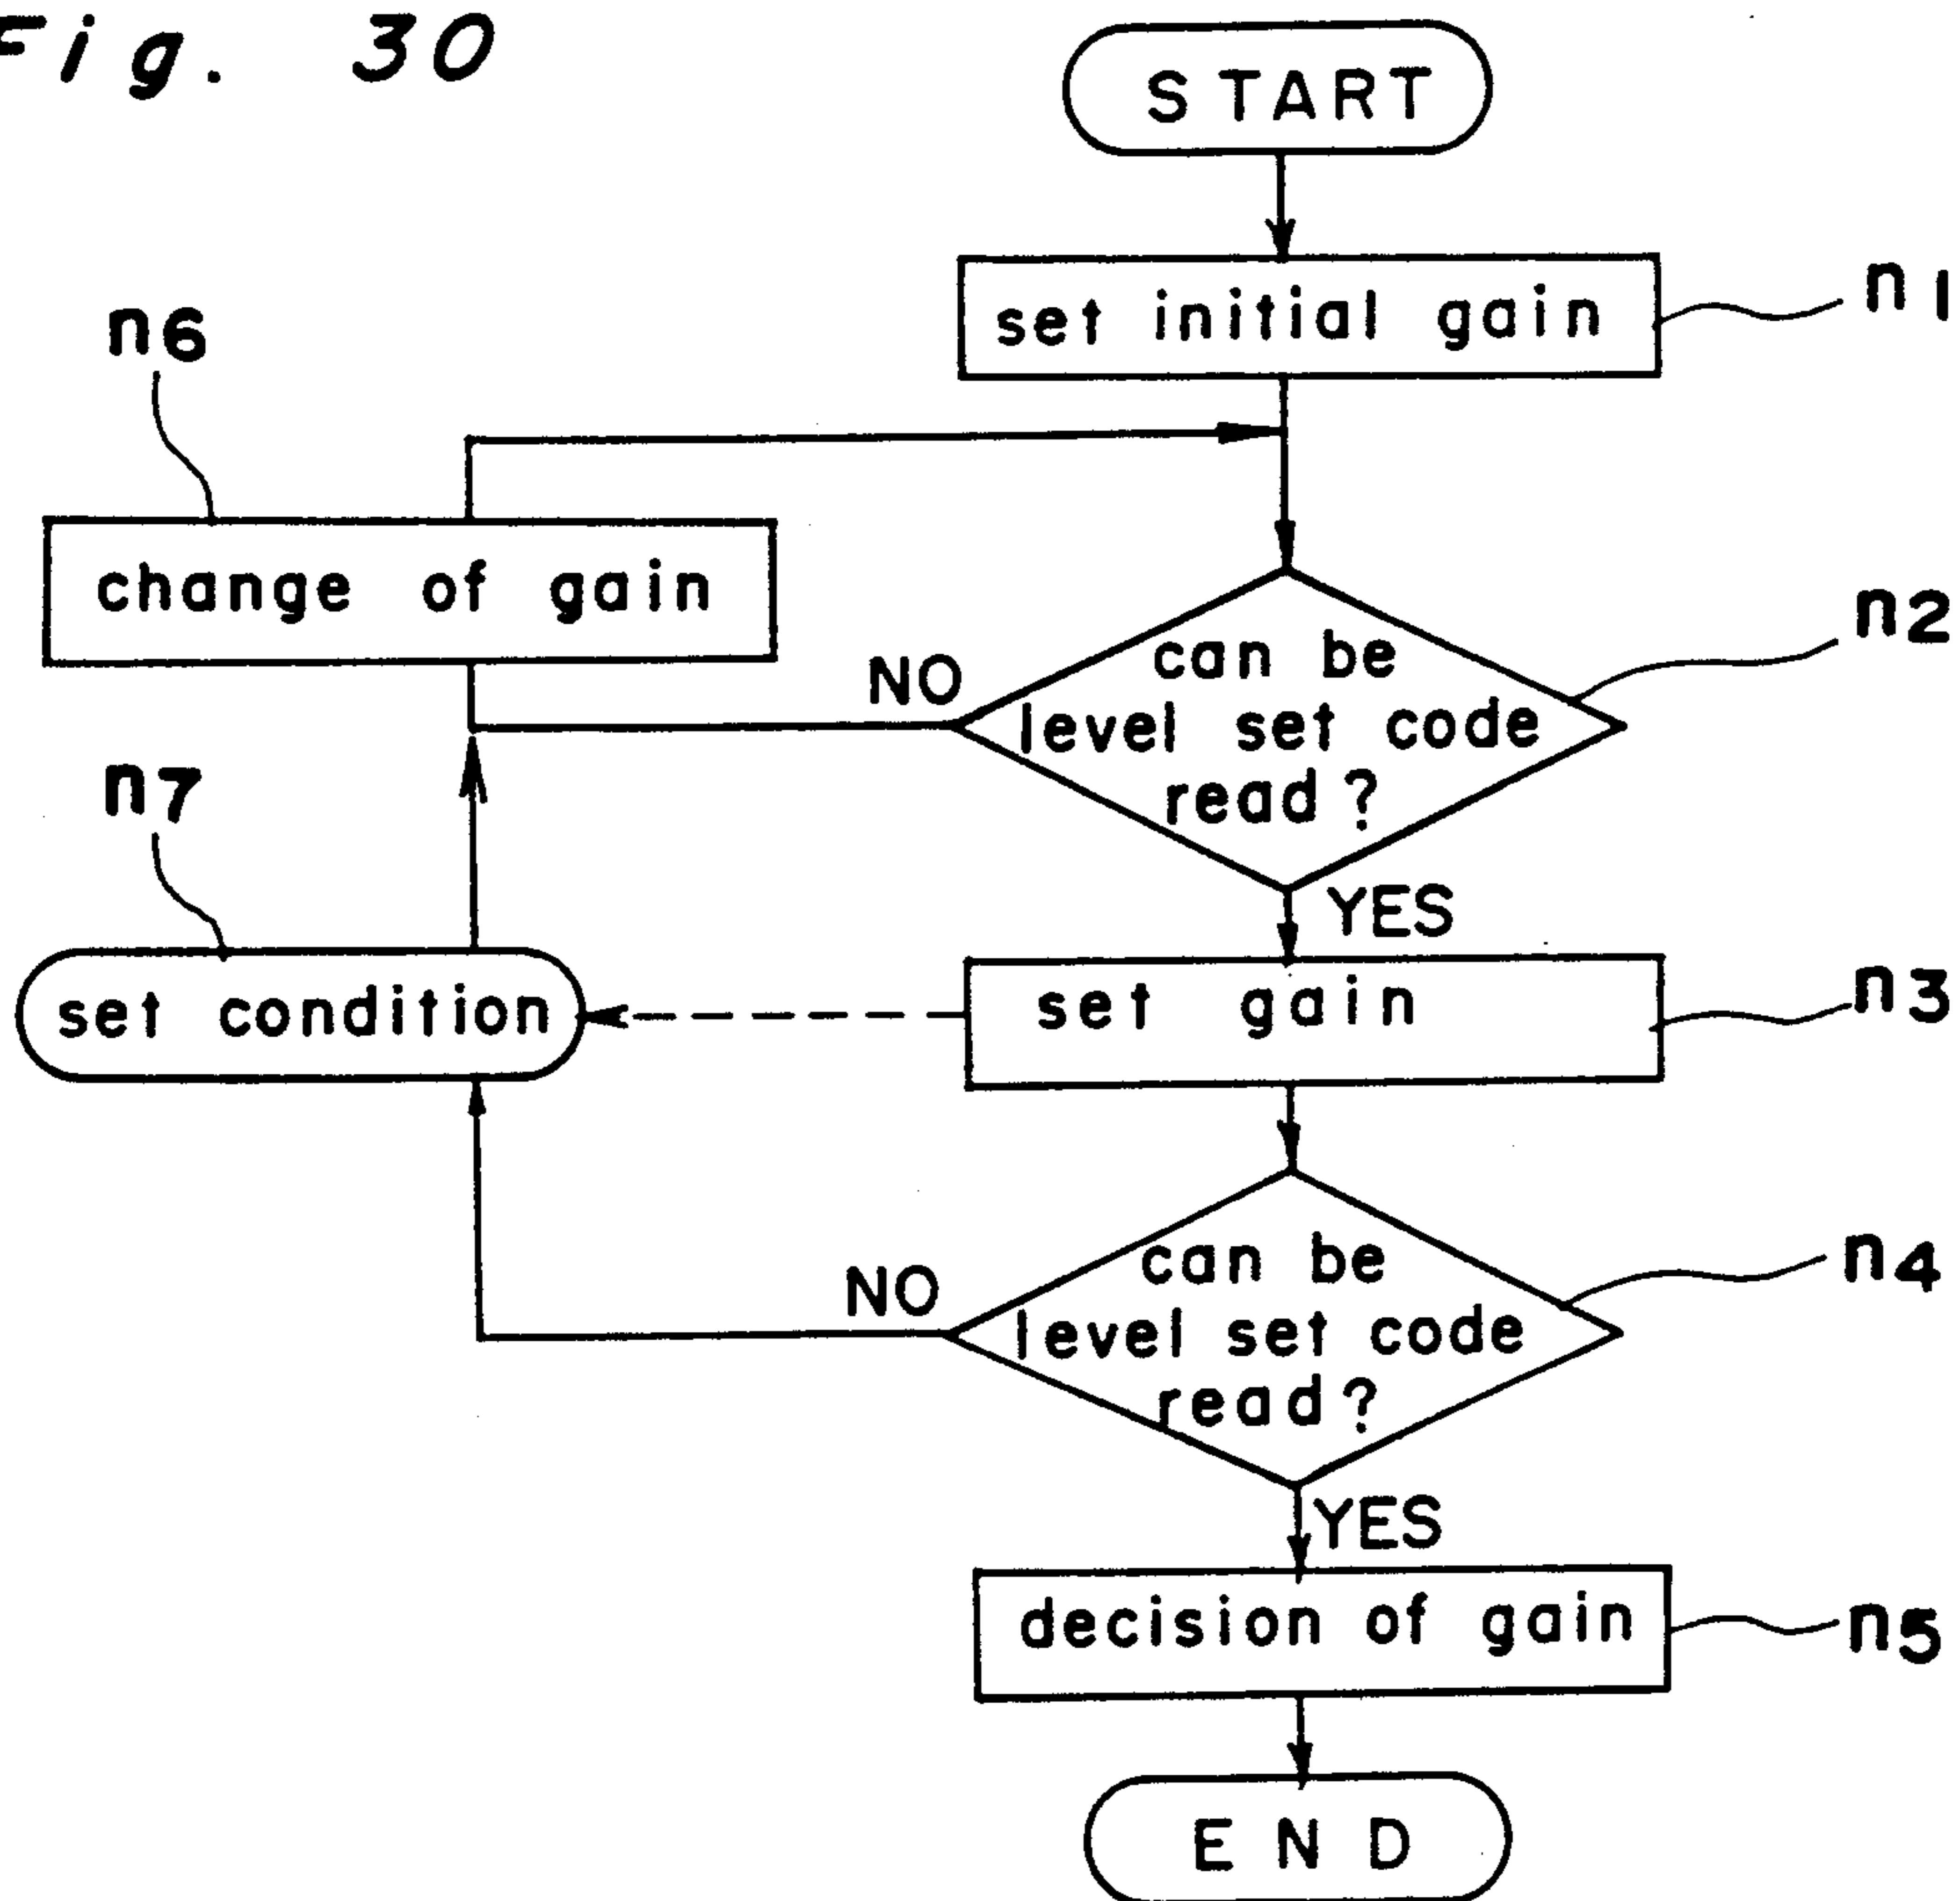 Fig. 30
START
set initial gain
n1
n6
change of gain
NO
can be
level set code
read?
n2
n7
YES
set condition
set gain
n3
NO
can be
level set code
read?
n4
YES
decision of gain
n5
END